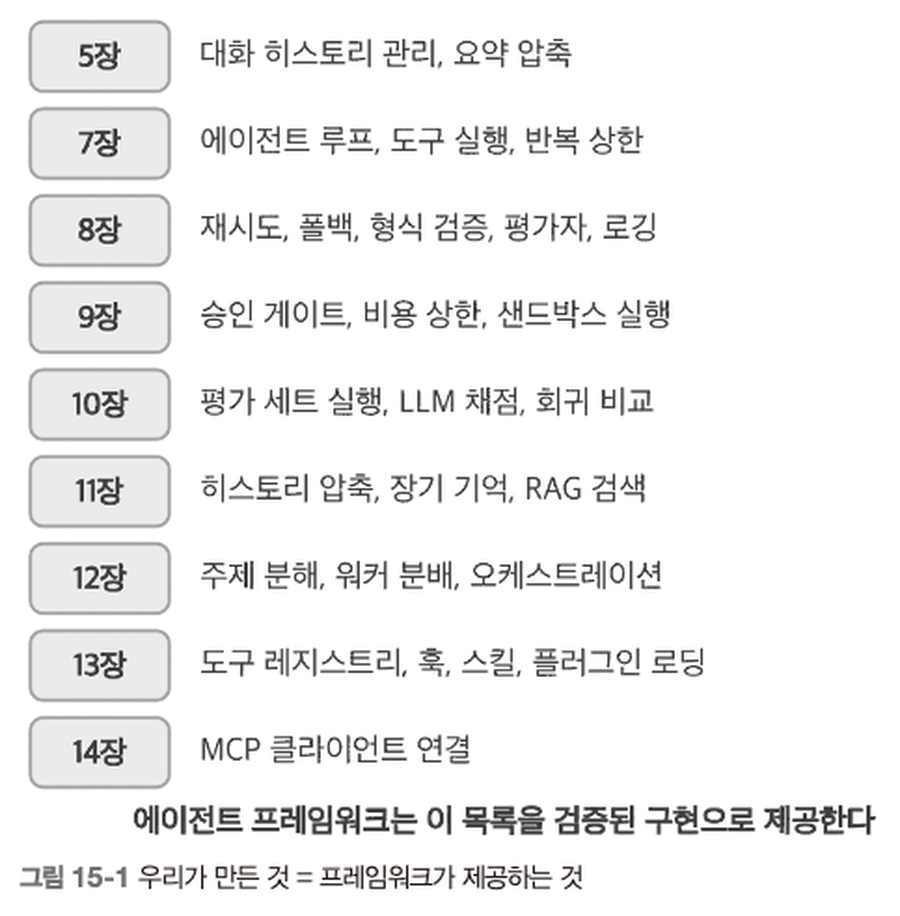 5장 대화 히스토리 관리, 요약 압축
7장 에이전트 루프, 도구 실행, 반복 상한
8장 재시도, 폴백, 형식 검증, 평가자, 로깅
9장 승인 게이트, 비용 상한, 샌드박스 실행
10장 평가 세트 실행, LLM 채점, 회귀 비교
11장 히스토리 압축, 장기 기억, RAG 검색
12장 주제 분해, 워커 분배, 오케스트레이션
13장 도구 레지스트리, 훅, 스킬, 플러그인 로딩
14장 MCP 클라이언트 연결
에이전트 프레임워크는 이 목록을 검증된 구현으로 제공한다
그림 15-1 우리가 만든 것 = 프레임워크가 제공하는 것